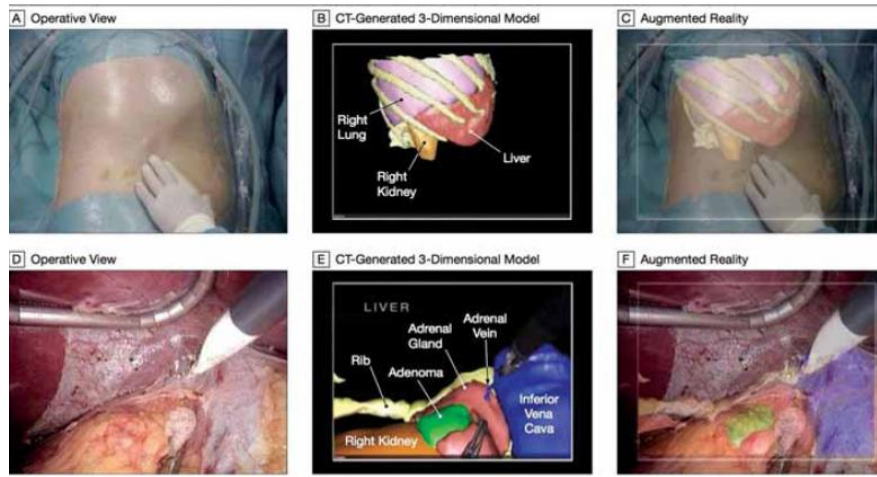 A Operative View
B CT-Generated 3-Dimensional Model
C Augmented Reality
Right
Lung
Right
Kidney
Liver
D Operative View
E CT-Generated 3-Dimensional Model
F Augmented Reality
LIVER
Adrenal
Gland
Adrenal
Vein
Rib
Adenoma
Inferior
Vena
Cava
Right Kidney